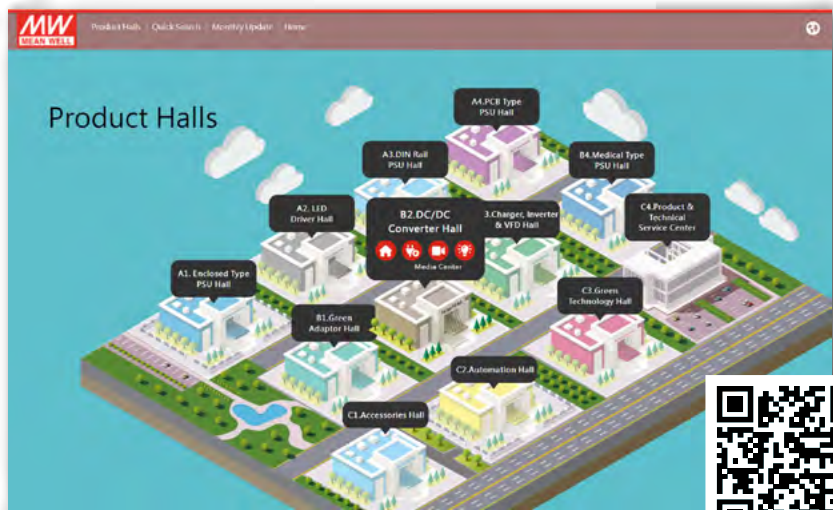 MW
MEAN WELL
Product Halls
Quick Search
Monthly Update
Home
Product Halls
A4.PCB Type
PSU Hall
A3.DIN Rail
PSU Hall
B4.Medical Type
PSU Hall
A2. LED
Driver Hall
B2.DC/DC
Converter Hall
Media Center
3.Charger, Inverter
& VFD Hall
C4.Product &
Technical
Service Center
A1. Enclosed Type
PSU Hall
B1.Green
Adaptor Hall
C3.Green
Technology Hall
C2.Automation Hall
C1.Accessories Hall